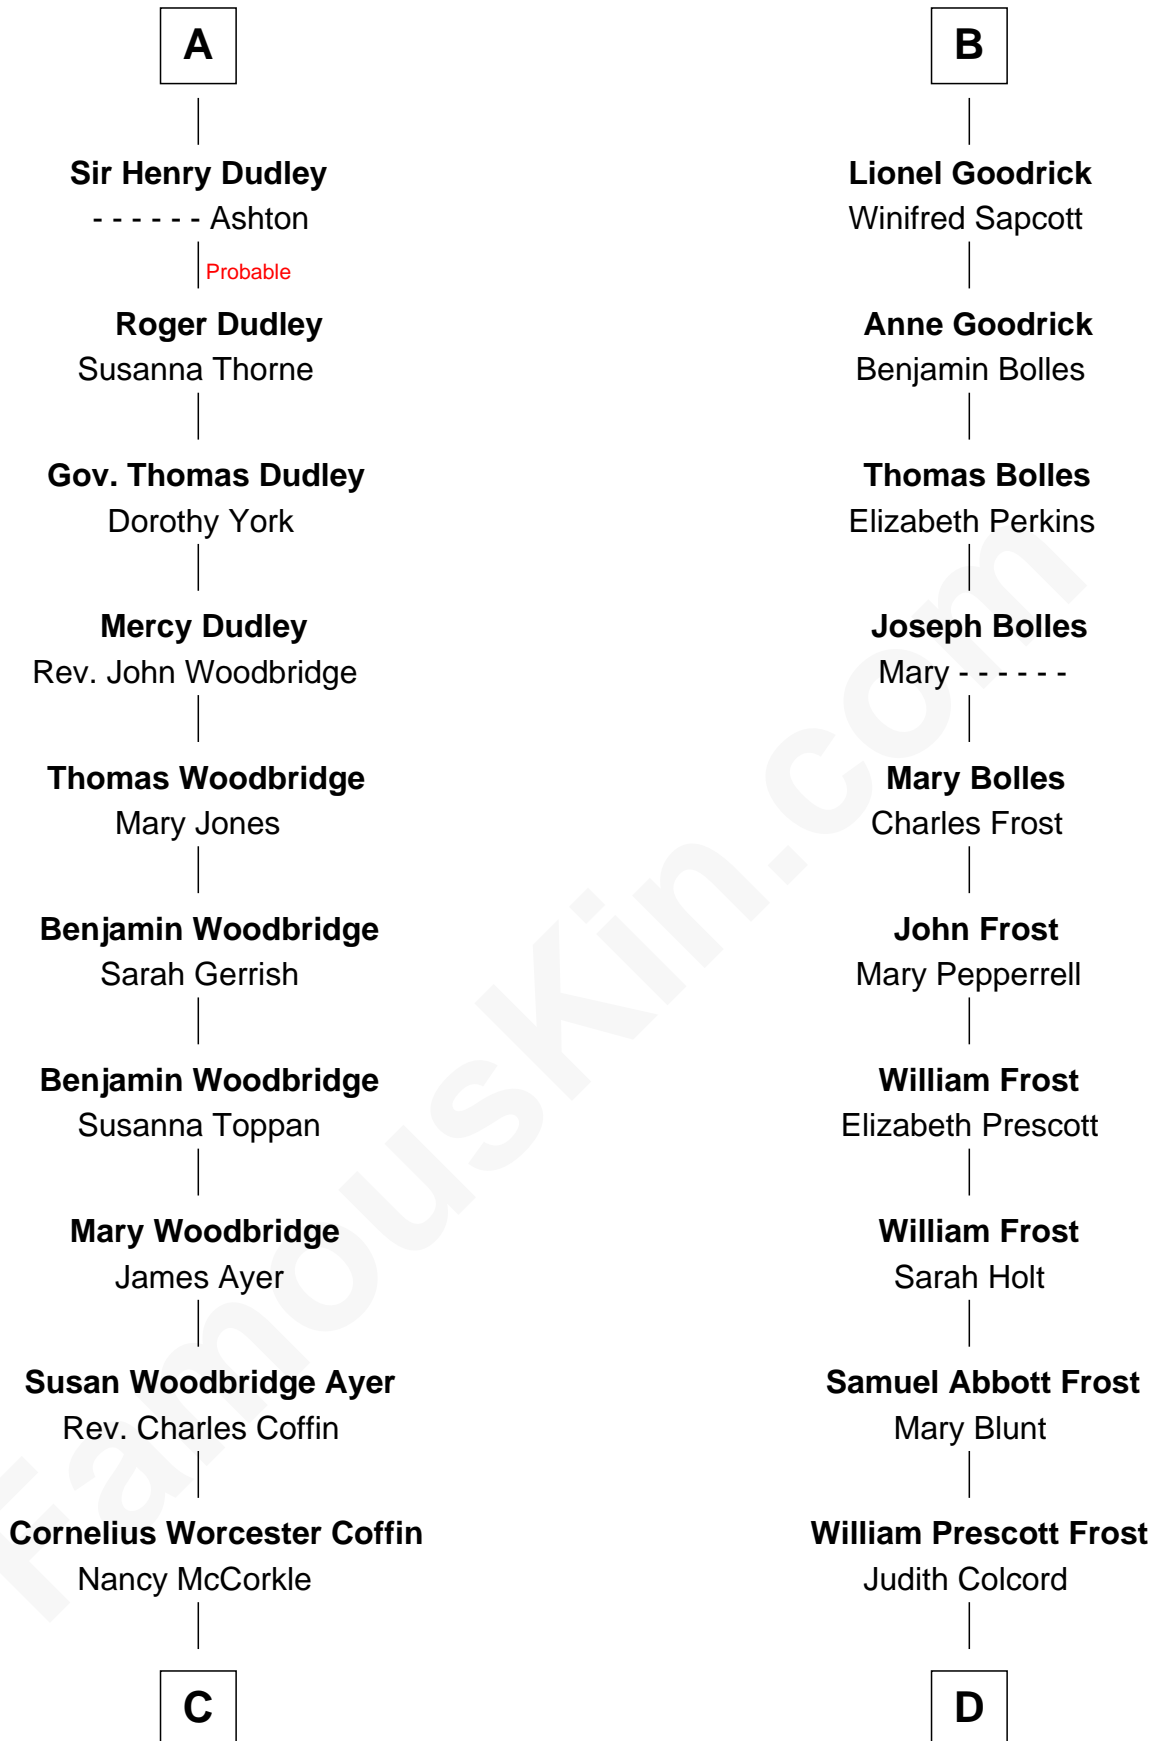 A
Sir Henry Dudley
- - - - - - Ashton
Probable
Roger Dudley
Susanna Thorne
Gov. Thomas Dudley
Dorothy York
Mercy Dudley
Rev. John Woodbridge
Thomas Woodbridge
Mary Jones
Benjamin Woodbridge
Sarah Gerrish
Benjamin Woodbridge
Susanna Toppan
Mary Woodbridge
James Ayer
Susan Woodbridge Ayer
Rev. Charles Coffin
Cornelius Worcester Coffin
Nancy McCorkle
C
B
Lionel Goodrick
Winifred Sapcott
Anne Goodrick
Benjamin Bolles
Thomas Bolles
Elizabeth Perkins
Joseph Bolles
Mary - - - - - -
Mary Bolles
Charles Frost
John Frost
Mary Pepperrell
William Frost
Elizabeth Prescott
William Frost
Sarah Holt
Samuel Abbott Frost
Mary Blunt
William Prescott Frost
Judith Colcord
D
FamousKin.com